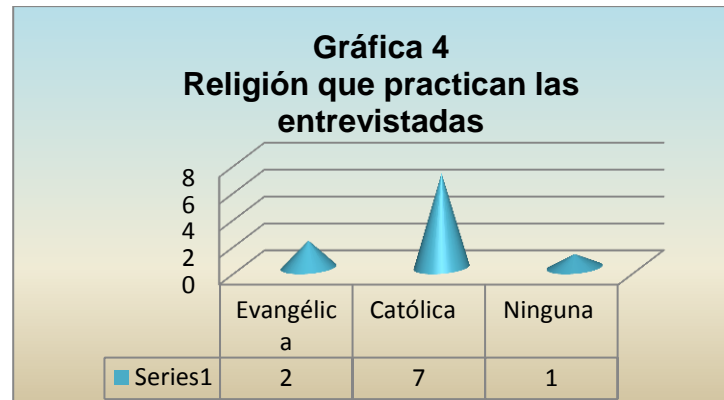 Gráfica 4
Religión que practican las
entrevistadas
8
6
4
2
0
Evangélic
a
Católica
Ninguna
Series1 2 7 1